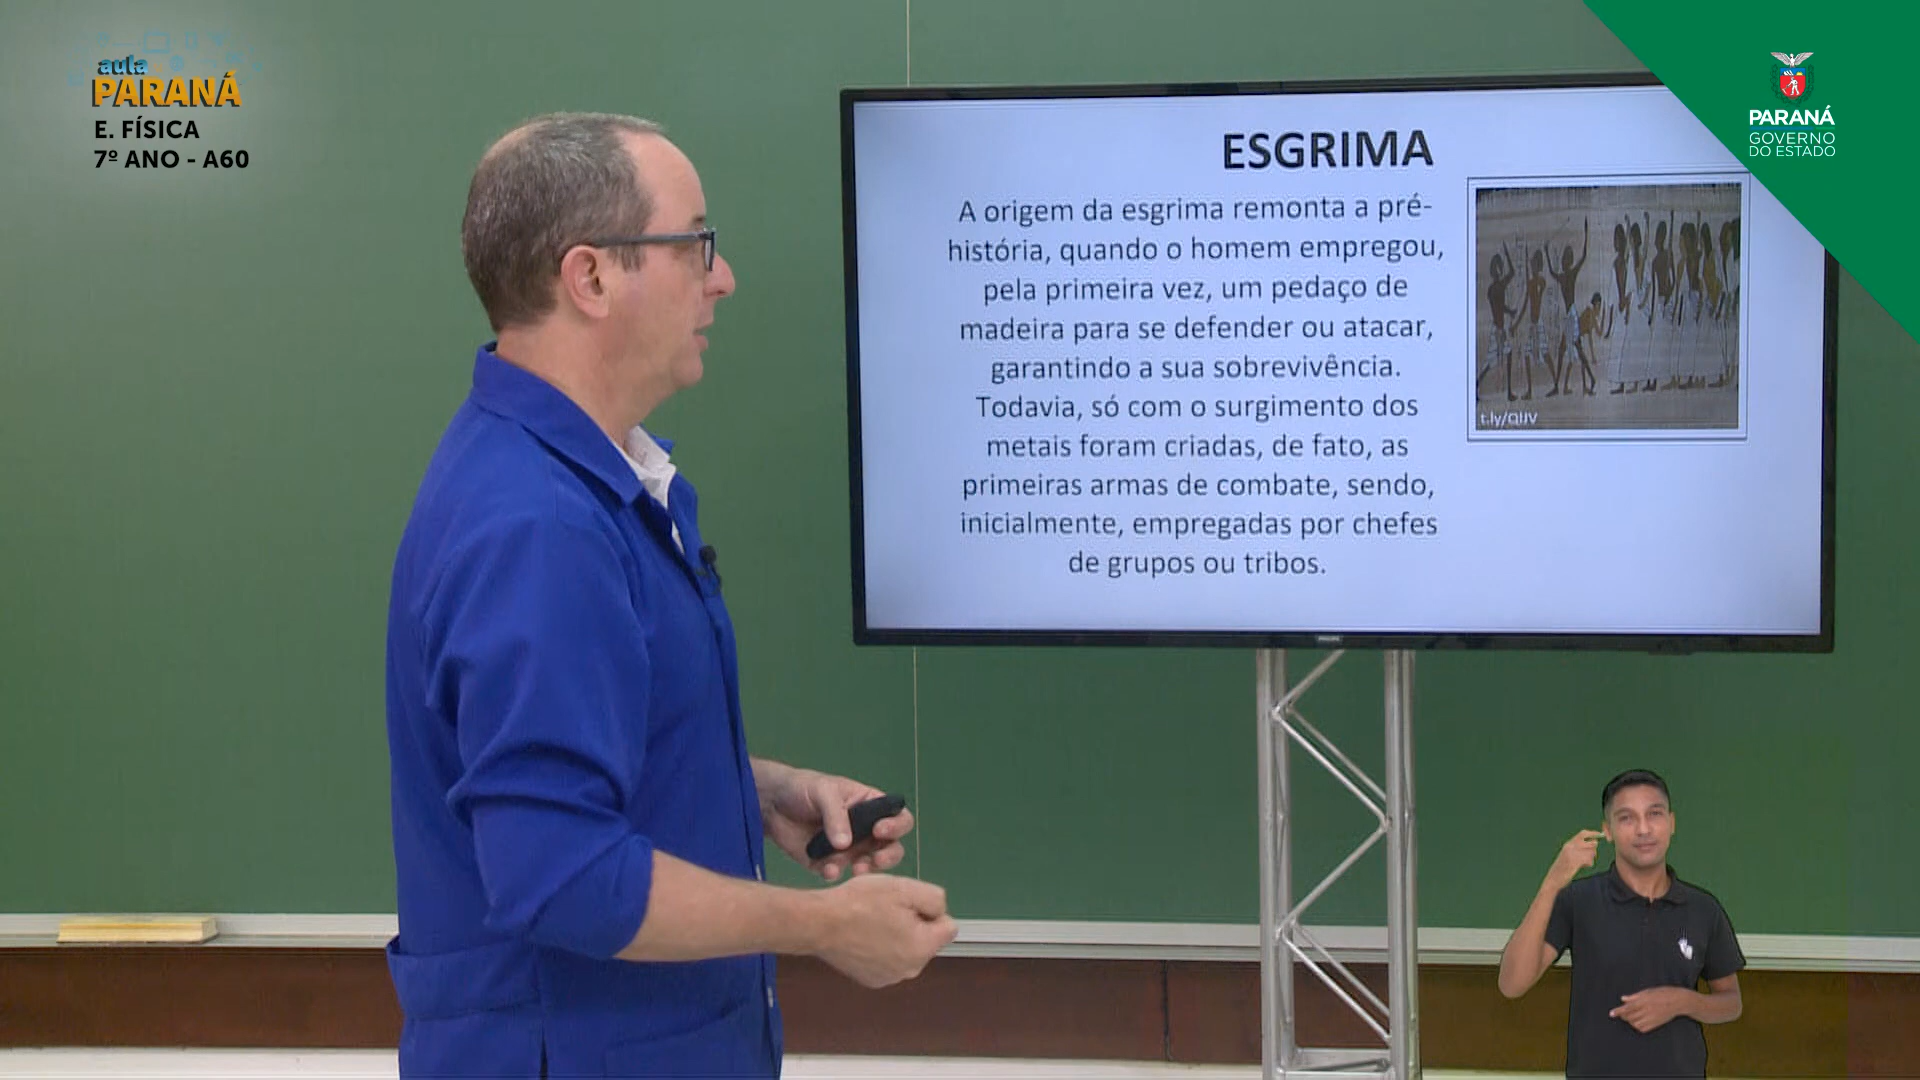 aula
PARANÁ
E. FÍSICA
7º ANO - A60
ESGRIMA
A origem da esgrima remonta a pré-
história, quando o homem empregou,
pela primeira vez, um pedaço de
madeira para se defender ou atacar,
garantindo a sua sobrevivência.
Todavia, só com o surgimento dos
metais foram criadas, de fato, as
primeiras armas de combate, sendo,
inicialmente, empregadas por chefes
de grupos ou tribos.
PARANÁ
GOVERNO
DO ESTADO
PHILIPS